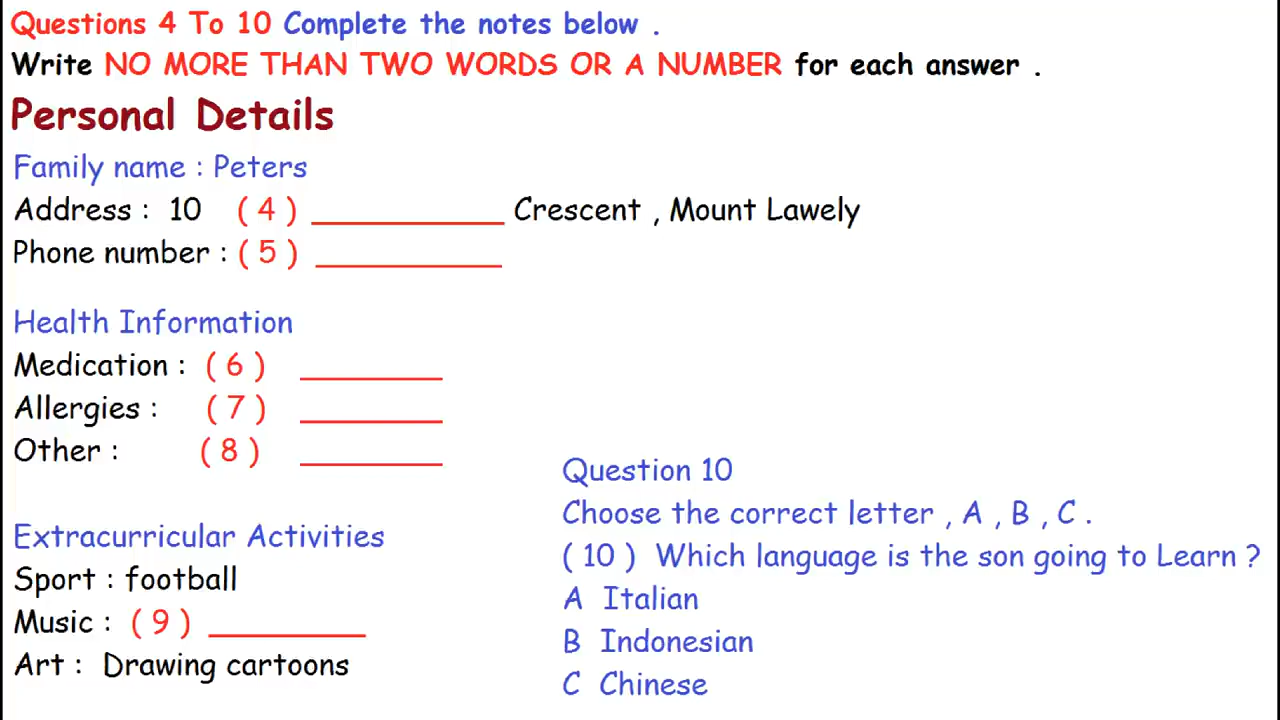 Questions 4 To 10 Complete the notes below .
Write NO MORE THAN TWO WORDS OR A NUMBER for each answer .
Personal Details
Family name : Peters
Address : 10 ( 4 ) ____________ Crescent , Mount Lawely
Phone number : ( 5 ) ____________
Health Information
Medication : ( 6 ) _________
Allergies : ( 7 ) _________
Other : ( 8 ) _________
Extracurricular Activities
Sport : football
Music : ( 9 ) __________
Art : Drawing cartoons
Question 10
Choose the correct letter , A , B , C .
( 10 ) Which language is the son going to Learn ?
A Italian
B Indonesian
C Chinese